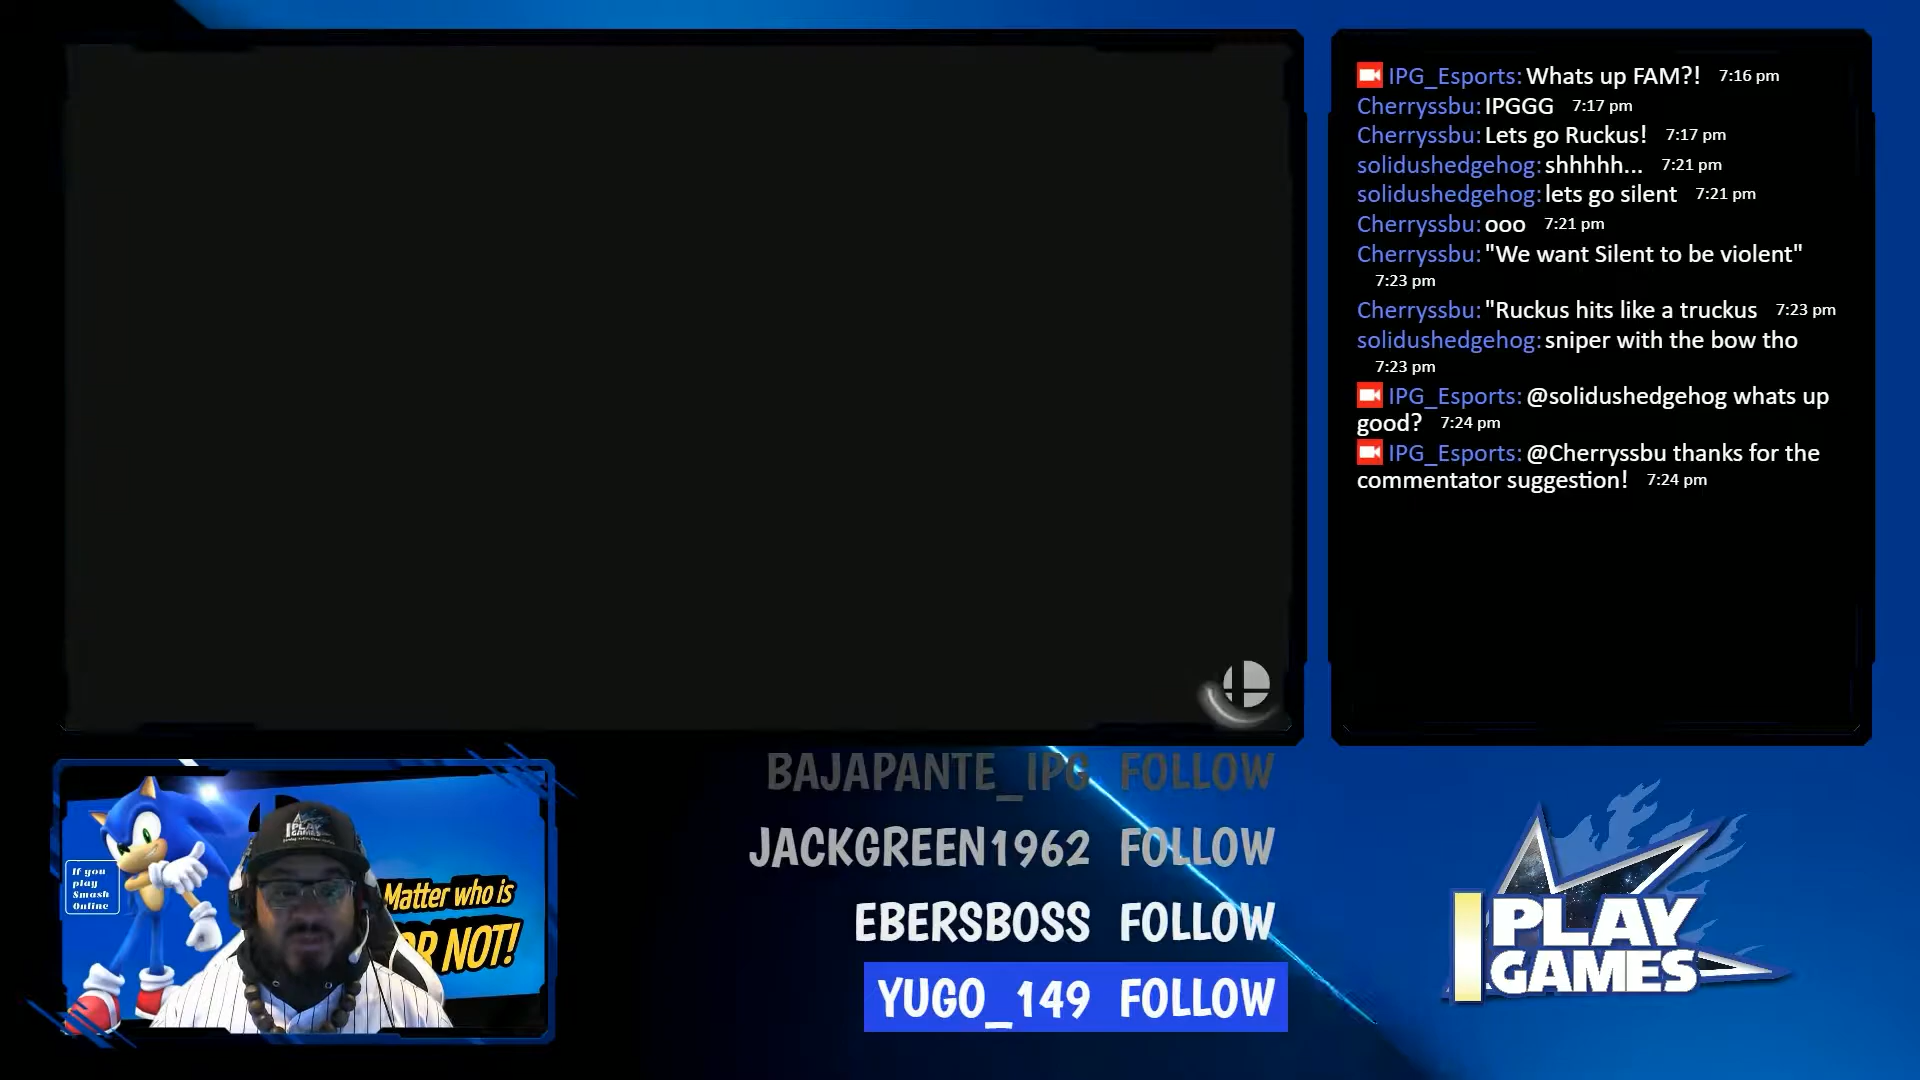 IPG_Esports: Whats up FAM?! 7:16 pm
Cherryssbu: IPGGG 7:17 pm
Cherryssbu: Lets go Ruckus! 7:17 pm
solidushedgehog: shhhhh... 7:21 pm
solidushedgehog: lets go silent 7:21 pm
Cherryssbu: ooo 7:21 pm
Cherryssbu: "We want Silent to be violent"
7:23 pm
Cherryssbu: "Ruckus hits like a truckus 7:23 pm
solidushedgehog: sniper with the bow tho
7:23 pm
IPG_Esports: @solidushedgehog whats up
good? 7:24 pm
IPG_Esports: @Cherryssbu thanks for the
commentator suggestion! 7:24 pm
BAJAPANTE_IPG FOLLOW
JACKGREEN1962 FOLLOW
EBERSBOSS FOLLOW
YUGO_149 FOLLOW
If you
play
Smash
Online
Matter who is
OR NOT!
I PLAY
GAMES
I PLAY
GAMES